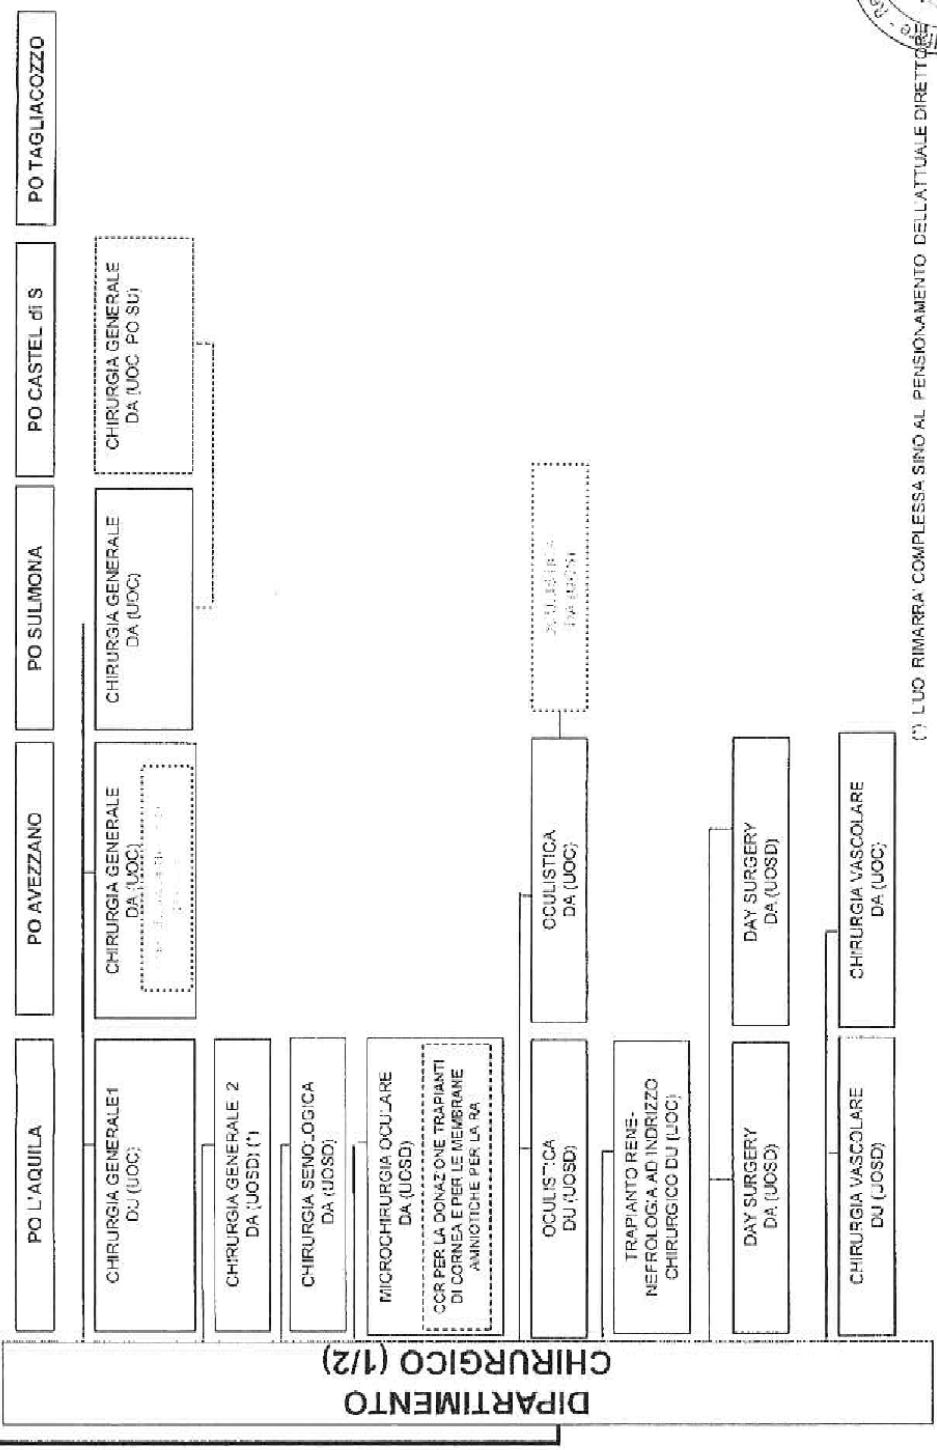 DIPARTIMENTO
CHIRURGICO (1/2)
PO L'AQUILA
PO AVEZZANO
PO SULMONA
PO CASTEL di S
PO TAGLIACOZZO
CHIRURGIA GENERALE1
DU (UOC)
CHIRURGIA GENERALE
DA (UOC)
CHIRURGIA GENERALE
DA (UOC)
CHIRURGIA GENERALE
DA (UOC PO SU)
CHIRURGIA GENERALE 2
DA (UOSD) (*)
CHIRURGIA SENOLOGICA
DA (UOSD)
MICROCHIRURGIA OCULARE
DA (UOSD)
CCR PER LA DONAZIONE TRAPIANTI
DI CORNEA E PER LE MEMBRANE
AMNIOTICHE PER LA RA
OCULISTICA
DU (UOSD)
OCULISTICA
DA (UOC)
TRAPIANTO RENE-
NEFROLOGIA AD INDRIZZO
CHIRURGICO DU (UOC)
DAY SURGERY
DA (UOSD)
DAY SURGERY
DA (UOSD)
CHIRURGIA VASCOLARE
DU (UOSD)
CHIRURGIA VASCOLARE
DA (UOC)
(*) L'UO RIMARRA' COMPLESSA SINO AL PENSIONAMENTO DELL'ATTUALE DIRETTORE